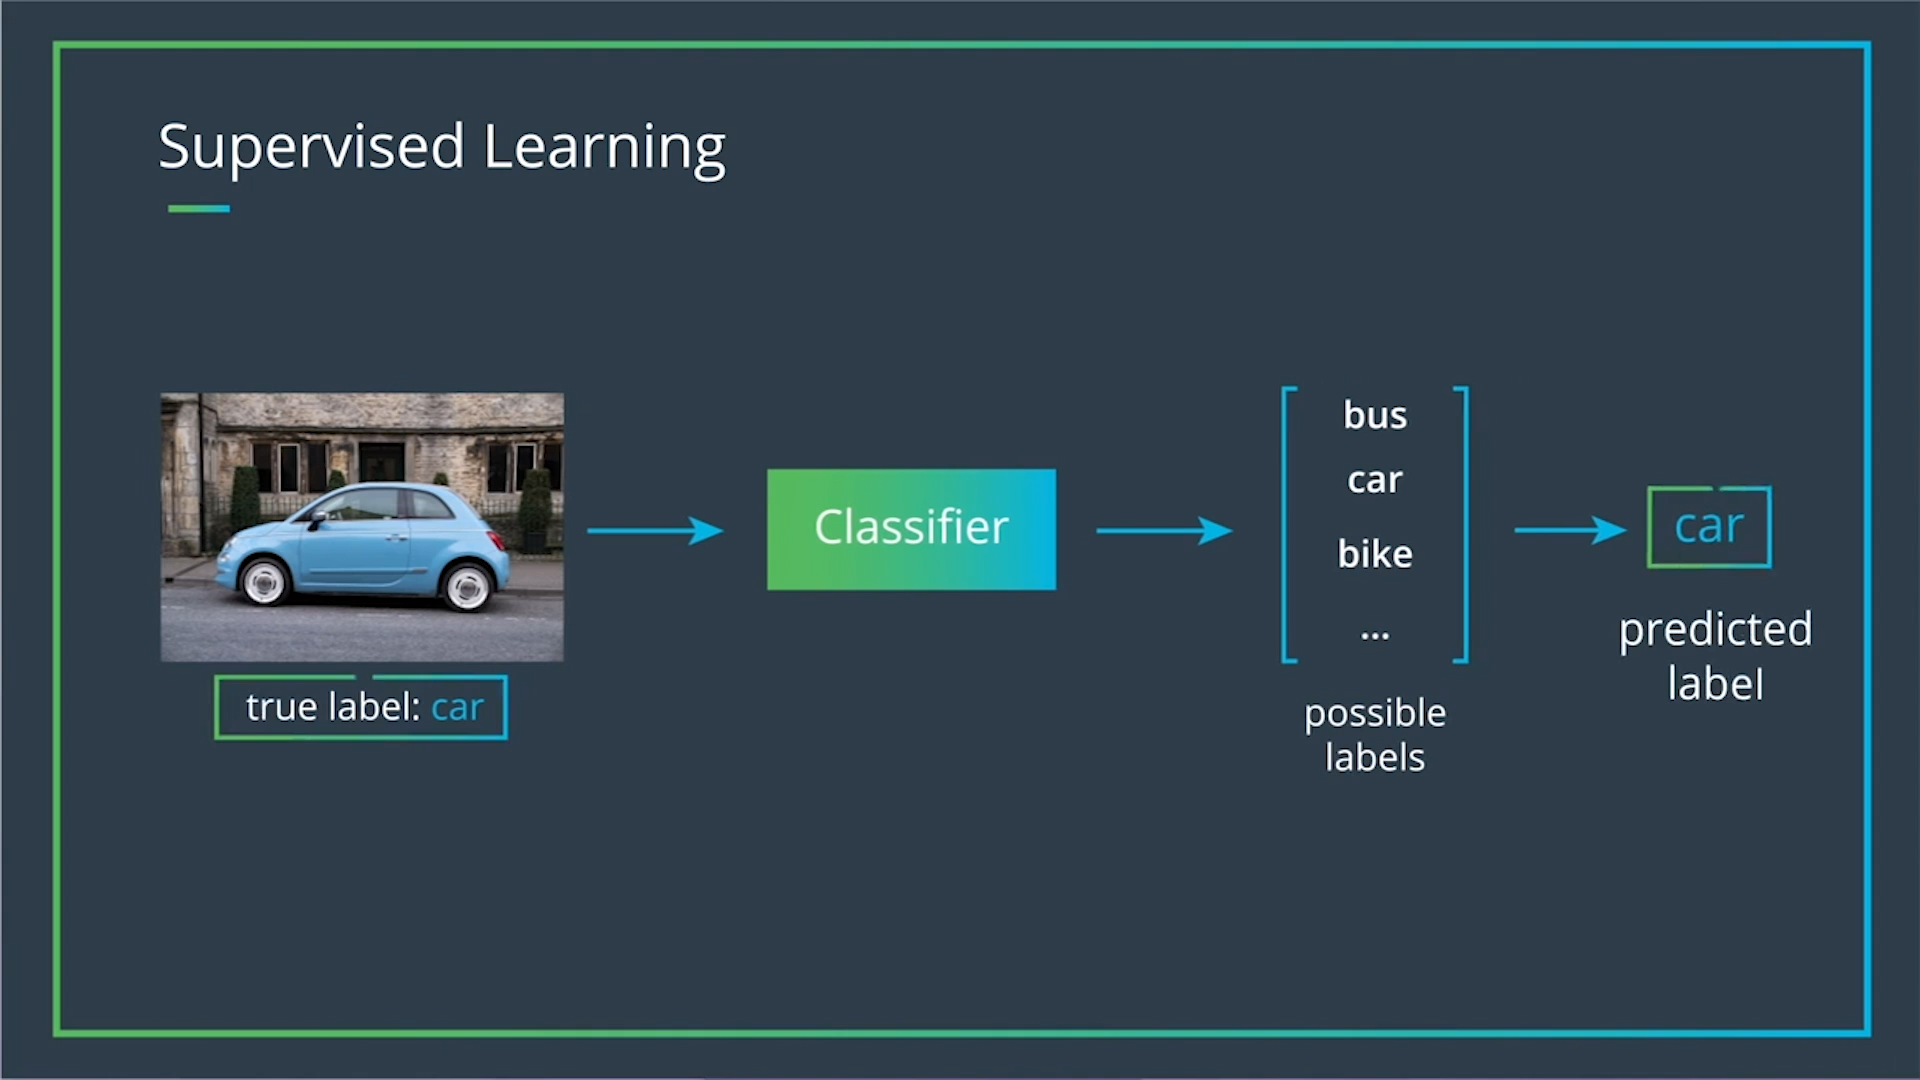 Supervised Learning
true label: car
Classifier
bus
car
bike
...
possible
labels
car
predicted
label